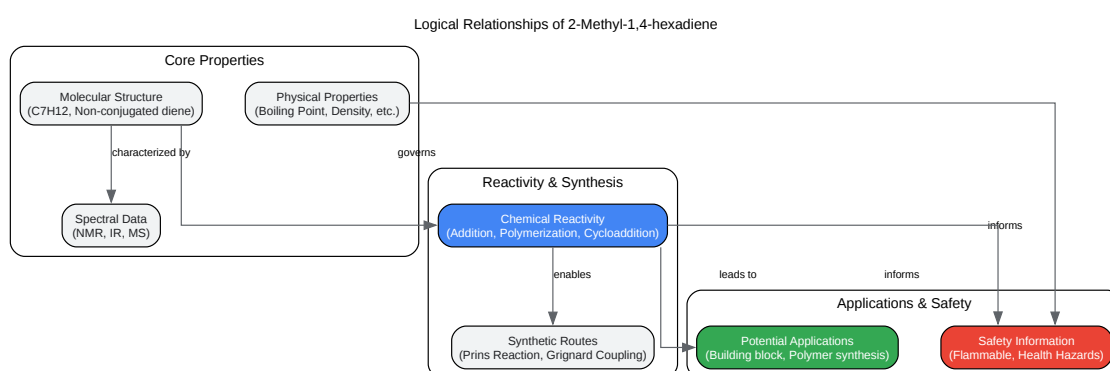 Logical Relationships of 2-Methyl-1,4-hexadiene
Core Properties
Molecular Structure
(C7H12, Non-conjugated diene)
Physical Properties
(Boiling Point, Density, etc.)
characterized by
governs
Spectral Data
(NMR, IR, MS)
Reactivity & Synthesis
Chemical Reactivity
(Addition, Polymerization, Cycloaddition)
informs
enables
leads to
informs
Applications & Safety
Synthetic Routes
(Prins Reaction, Grignard Coupling)
Potential Applications
(Building block, Polymer synthesis)
Safety Information
(Flammable, Health Hazards)